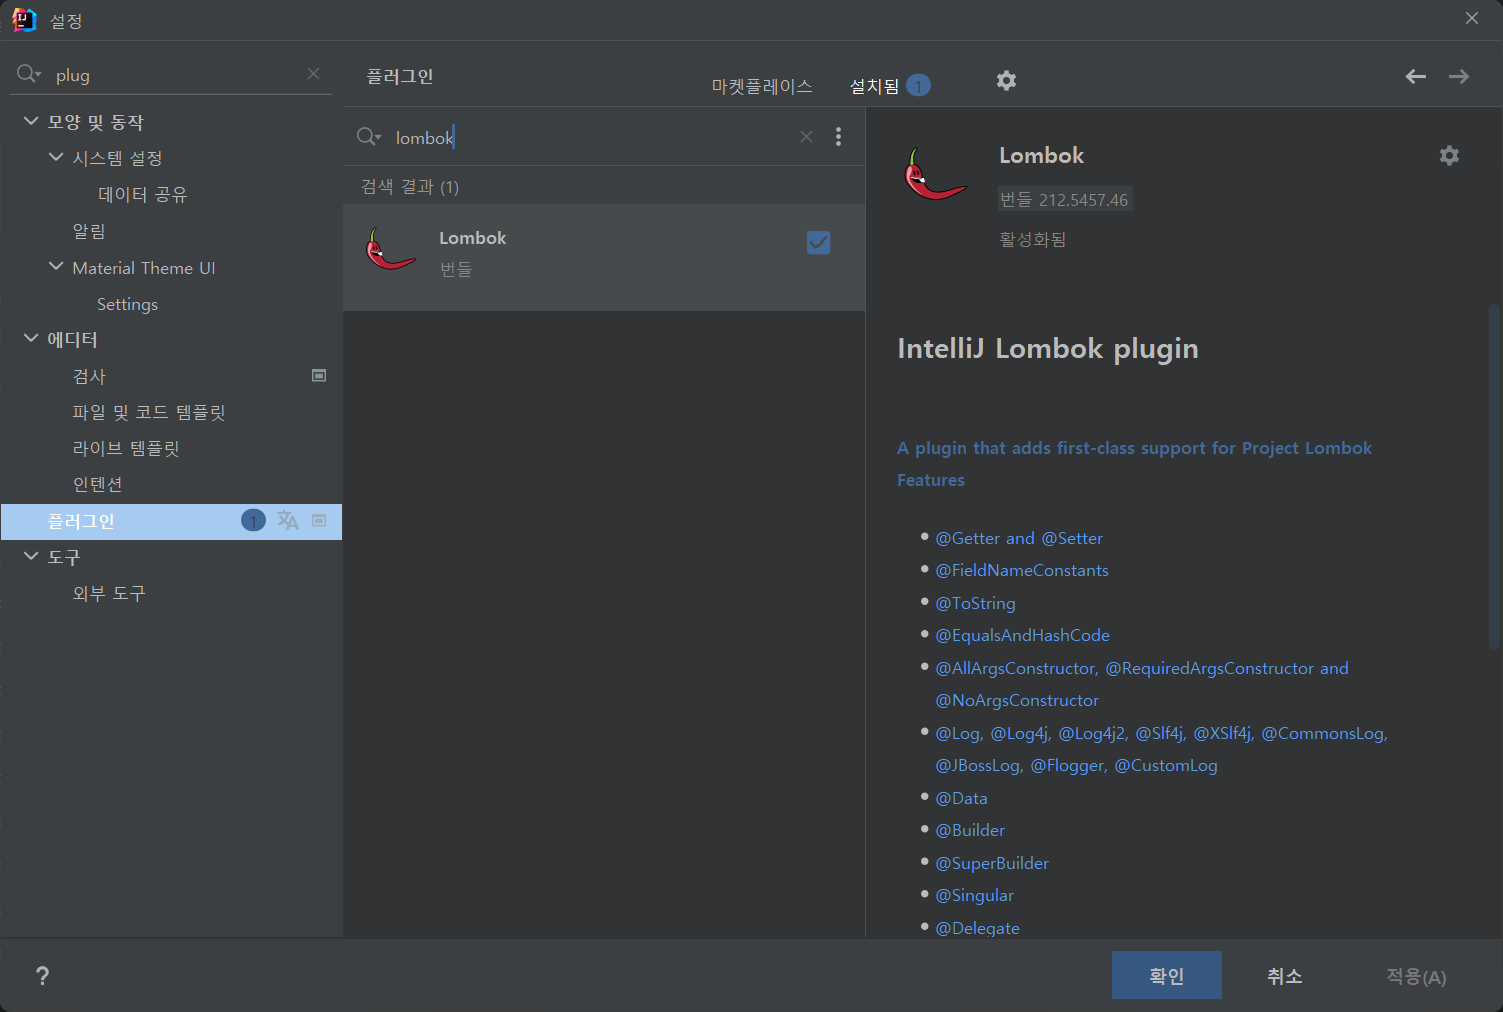 설정
plug
모양 및 동작
시스템 설정
데이터 공유
알림
Material Theme UI
Settings
에디터
검사
파일 및 코드 템플릿
라이브 템플릿
인텐션
플러그인 1
도구
외부 도구
플러그인
마켓플레이스 설치됨 1
lombok
검색 결과 (1)
Lombok
번들
Lombok
번들 212.5457.46
활성화됨
IntelliJ Lombok plugin
A plugin that adds first-class support for Project Lombok
Features
@Getter and @Setter
@FieldNameConstants
@ToString
@EqualsAndHashCode
@AllArgsConstructor, @RequiredArgsConstructor and
@NoArgsConstructor
@Log, @Log4j, @Log4j2, @Slf4j, @XSlf4j, @CommonsLog,
@JBossLog, @Flogger, @CustomLog
@Data
@Builder
@SuperBuilder
@Singular
@Delegate
?
확인 취소 적용(A)